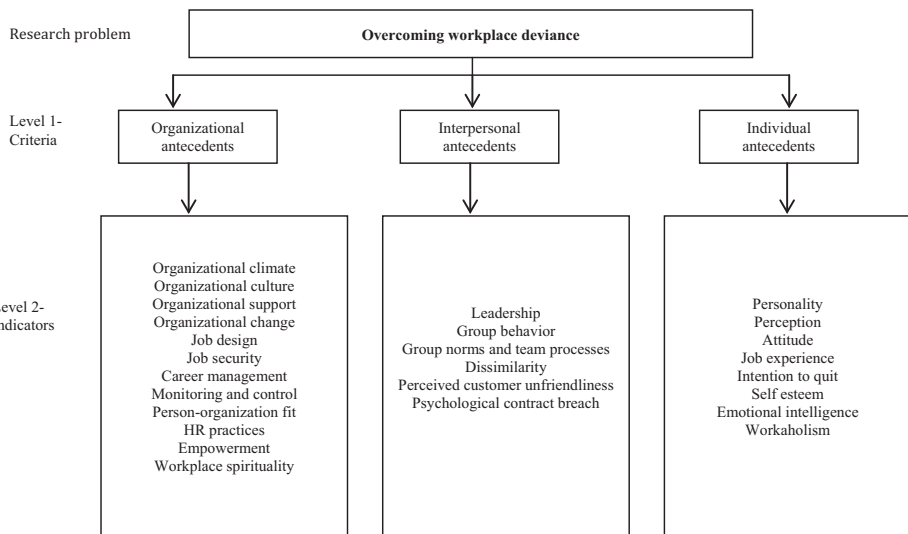 Research problem
Overcoming workplace deviance
Level 1-
Criteria
Organizational
antecedents
Interpersonal
antecedents
Individual
antecedents
evel 2-
ndicators
Organizational climate
Organizational culture
Organizational support
Organizational change
Job design
Job security
Career management
Monitoring and control
Person-organization fit
HR practices
Empowerment
Workplace spirituality
Leadership
Group behavior
Group norms and team processes
Dissimilarity
Perceived customer unfriendliness
Psychological contract breach
Personality
Perception
Attitude
Job experience
Intention to quit
Self esteem
Emotional intelligence
Workaholism